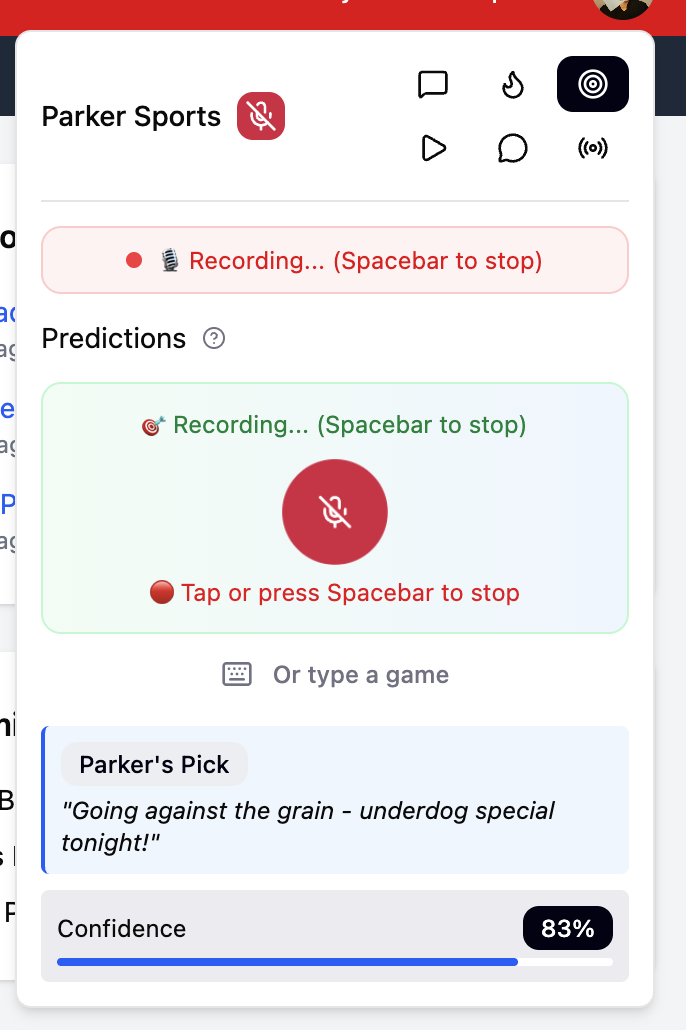 Parker Sports
Recording... (Spacebar to stop)
Predictions
Recording... (Spacebar to stop)
Tap or press Spacebar to stop
Or type a game
Parker's Pick
"Going against the grain - underdog special
tonight!"
Confidence
83%